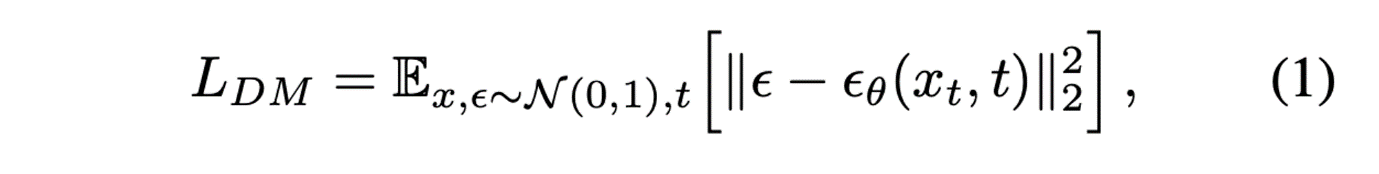 L_{DM} = \mathbb{E}_{x,\epsilon\sim\mathcal{N}(0,1),t}\left[\|\epsilon - \epsilon_\theta(x_t, t)\|_2^2\right], (1)